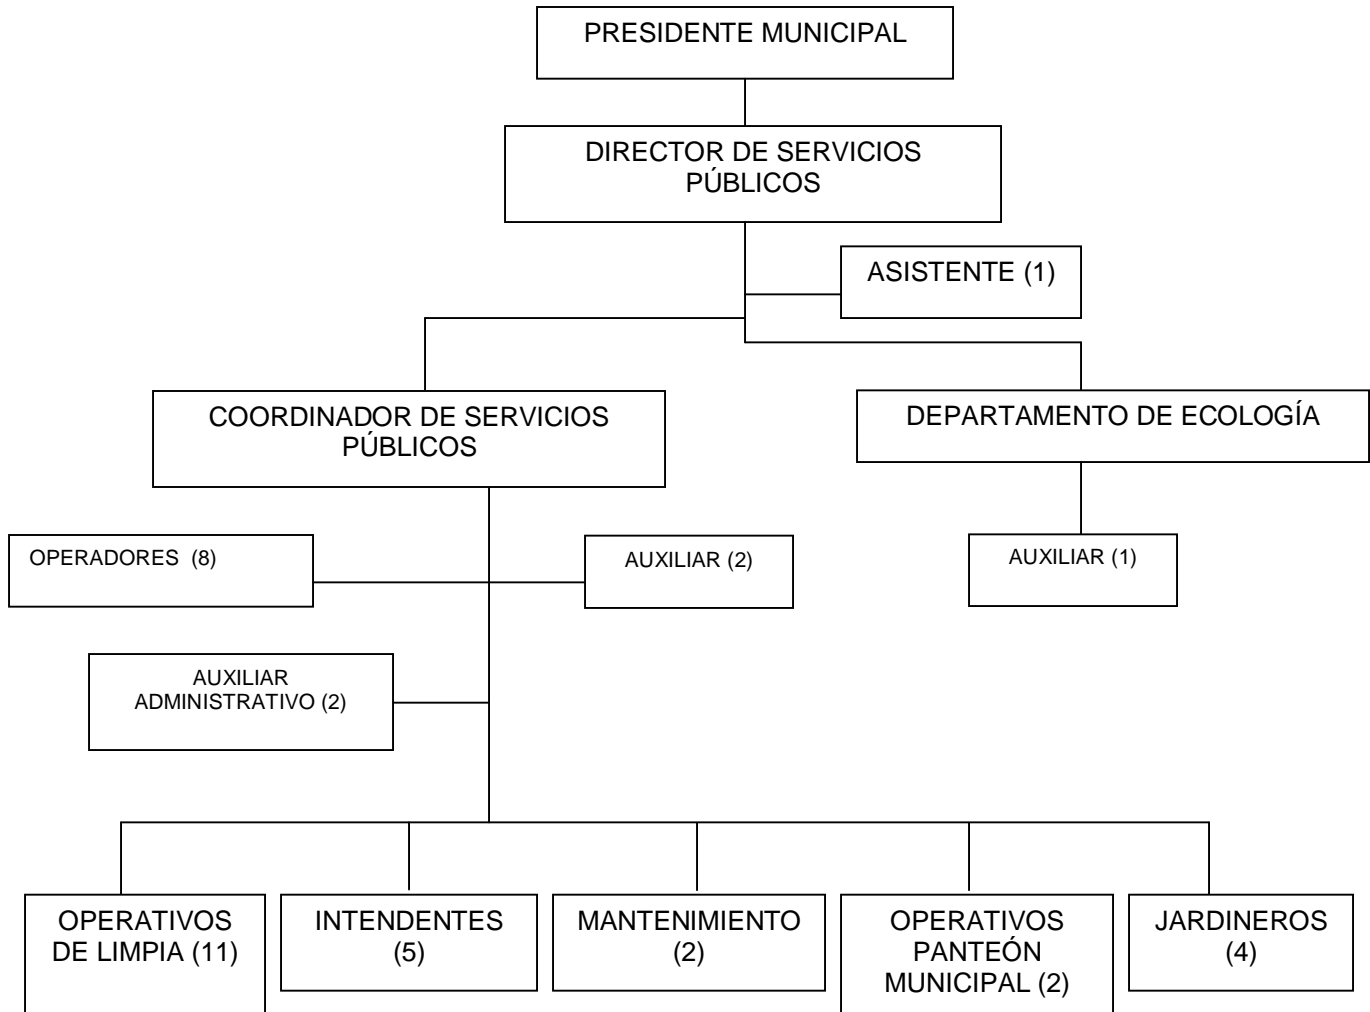 PRESIDENTE MUNICIPAL
DIRECTOR DE SERVICIOS
PÚBLICOS
ASISTENTE (1)
COORDINADOR DE SERVICIOS
PÚBLICOS
DEPARTAMENTO DE ECOLOGÍA
OPERADORES (8)
AUXILIAR (2)
AUXILIAR (1)
AUXILIAR
ADMINISTRATIVO (2)
OPERATIVOS
DE LIMPIA (11)
INTENDENTES
(5)
MANTENIMIENTO
(2)
OPERATIVOS
PANTEÓN
MUNICIPAL (2)
JARDINEROS
(4)